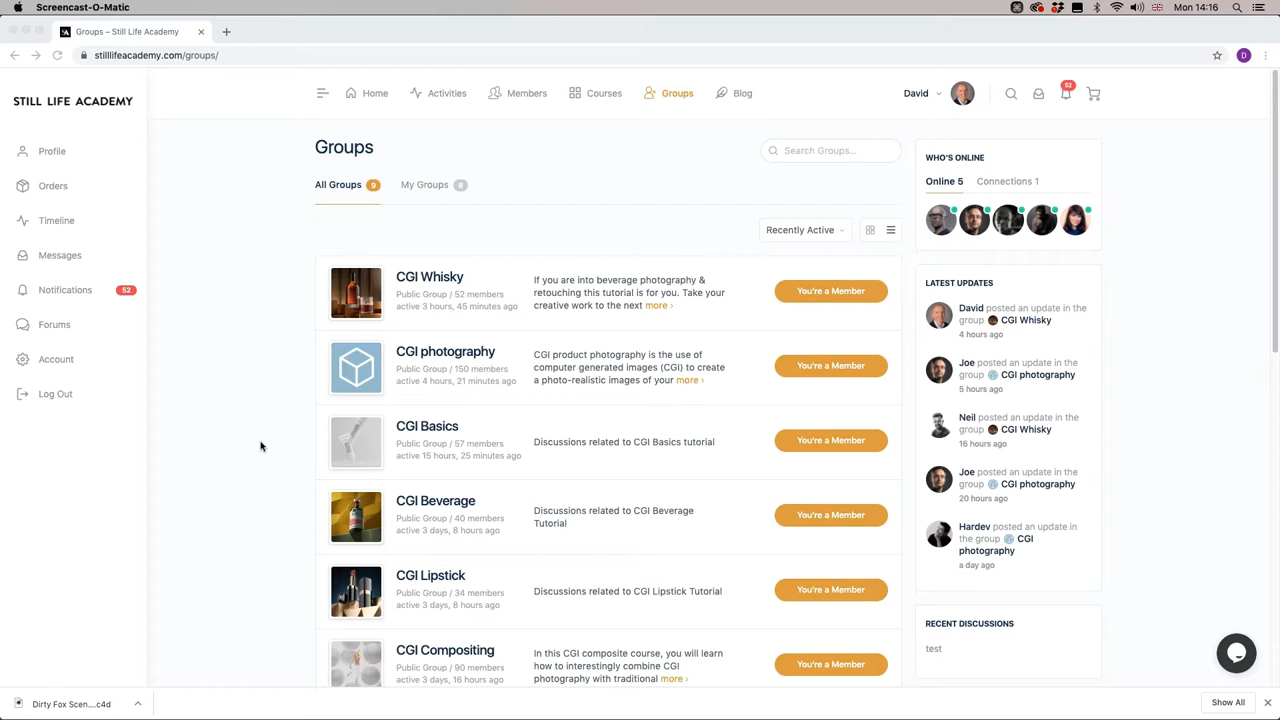 Screencast-O-Matic
Mon 14:16
Groups – Still Life Academy
stilllifeacademy.com/groups/
D
STILL LIFE ACADEMY
Home
Activities
Members
Courses
Groups
Blog
David
52
Profile
Orders
Timeline
Messages
Notifications
52
Forums
Account
Log Out
Groups
Search Groups...
All Groups 9
My Groups 8
Recently Active
CGI Whisky
Public Group / 52 members
active 3 hours, 45 minutes ago
If you are into beverage photography &
retouching this tutorial is for you. Take your
creative work to the next more ›
You're a Member
CGI photography
Public Group / 150 members
active 4 hours, 21 minutes ago
CGI product photography is the use of
computer generated images (CGI) to create
a photo-realistic images of your more ›
You're a Member
CGI Basics
Public Group / 57 members
active 15 hours, 25 minutes ago
Discussions related to CGI Basics tutorial
You're a Member
CGI Beverage
Public Group / 40 members
active 3 days, 8 hours ago
Discussions related to CGI Beverage
Tutorial
You're a Member
CGI Lipstick
Public Group / 34 members
active 3 days, 8 hours ago
Discussions related to CGI Lipstick Tutorial
You're a Member
CGI Compositing
Public Group / 90 members
active 3 days, 16 hours ago
In this CGI composite course, you will learn
how to interestingly combine CGI
photography with traditional more ›
You're a Member
WHO'S ONLINE
Online 5
Connections 1
LATEST UPDATES
David posted an update in the
group CGI Whisky
4 hours ago
Joe posted an update in the
group CGI photography
5 hours ago
Neil posted an update in the
group CGI Whisky
16 hours ago
Joe posted an update in the
group CGI photography
20 hours ago
Hardev posted an update in
the group CGI
photography
a day ago
RECENT DISCUSSIONS
test
Dirty Fox Scen....c4d
Show All